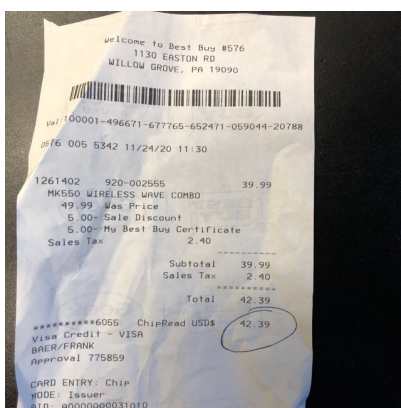 Welcome to Best Buy #576
1130 EASTON RD
WILLOW GROVE, PA 19090
Val:100001-496671-677765-652471-059044-20788
0576 005 5342 11/24/20 11:30
1261402 920-002555 39.99
MK550 WIRELESS WAVE COMBO
49.99 Was Price
5.00- Sale Discount
5.00- My Best Buy Certificate
Sales Tax 2.40
----------
Subtotal 39.99
Sales Tax 2.40
==========
Total 42.39
**********6055 ChipRead USD$ 42.39
Visa Credit - VISA
BAER/FRANK
Approval 775859
CARD ENTRY: Chip
MODE: Issuer
AID: A0000000031010